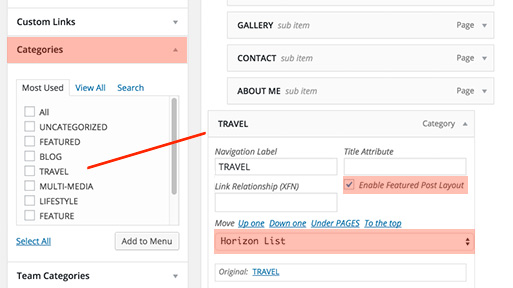 Custom Links
Categories
Most Used View All Search
All
UNCATEGORIZED
FEATURED
BLOG
TRAVEL
MULTI-MEDIA
LIFESTYLE
FEATURE
Select All Add to Menu
Team Categories
GALLERY sub item Page
CONTACT sub item Page
ABOUT ME sub item Page
TRAVEL Category
Navigation Label Title Attribute
TRAVEL
Link Relationship (XFN) Enable Featured Post Layout
Move Up one Down one Under PAGES To the top
Horizon List
Original: TRAVEL